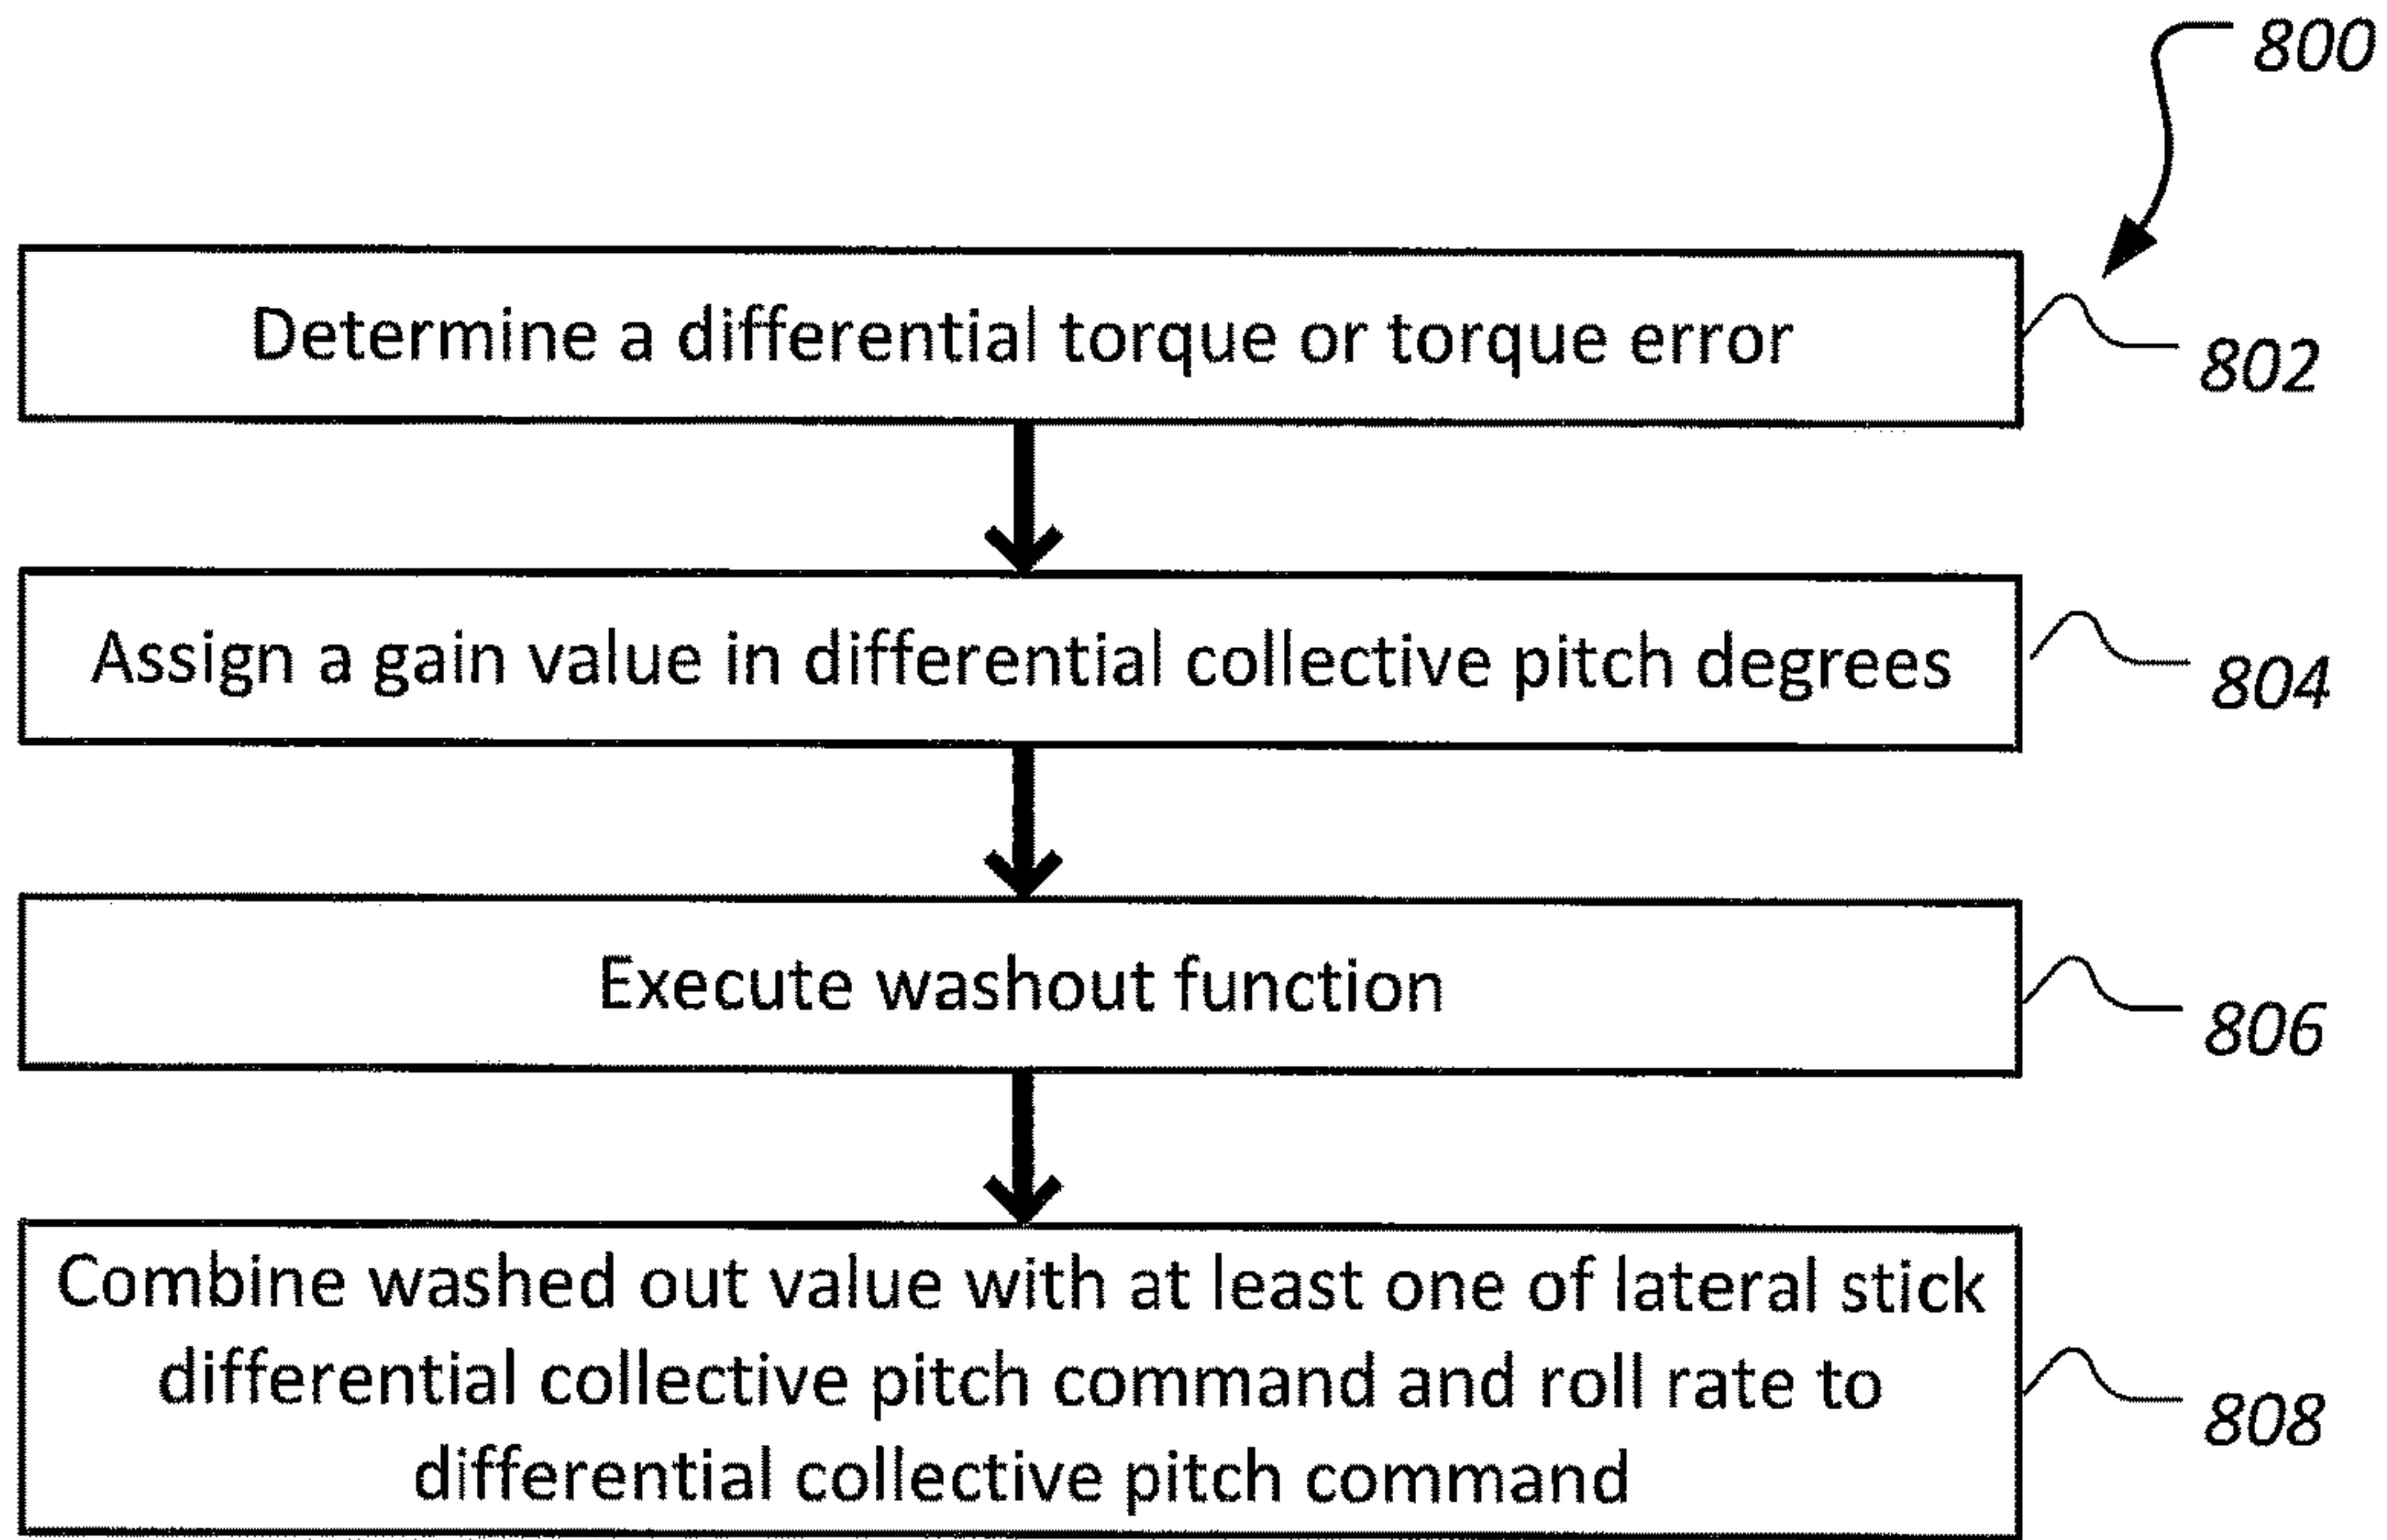 800
Determine a differential torque or torque error
802
Assign a gain value in differential collective pitch degrees
804
Execute washout function
806
Combine washed out value with at least one of lateral stick
differential collective pitch command and roll rate to
differential collective pitch command
808